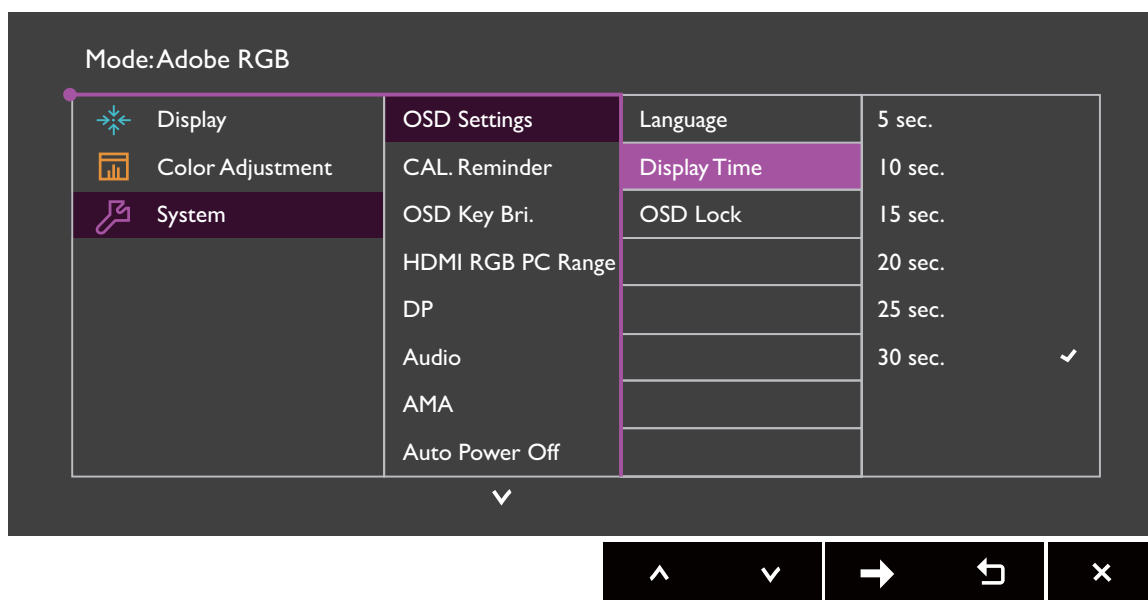 Mode: Adobe RGB
Display
Color Adjustment
System
OSD Settings
CAL. Reminder
OSD Key Bri.
HDMI RGB PC Range
DP
Audio
AMA
Auto Power Off
Language
Display Time
OSD Lock
5 sec.
10 sec.
15 sec.
20 sec.
25 sec.
30 sec.